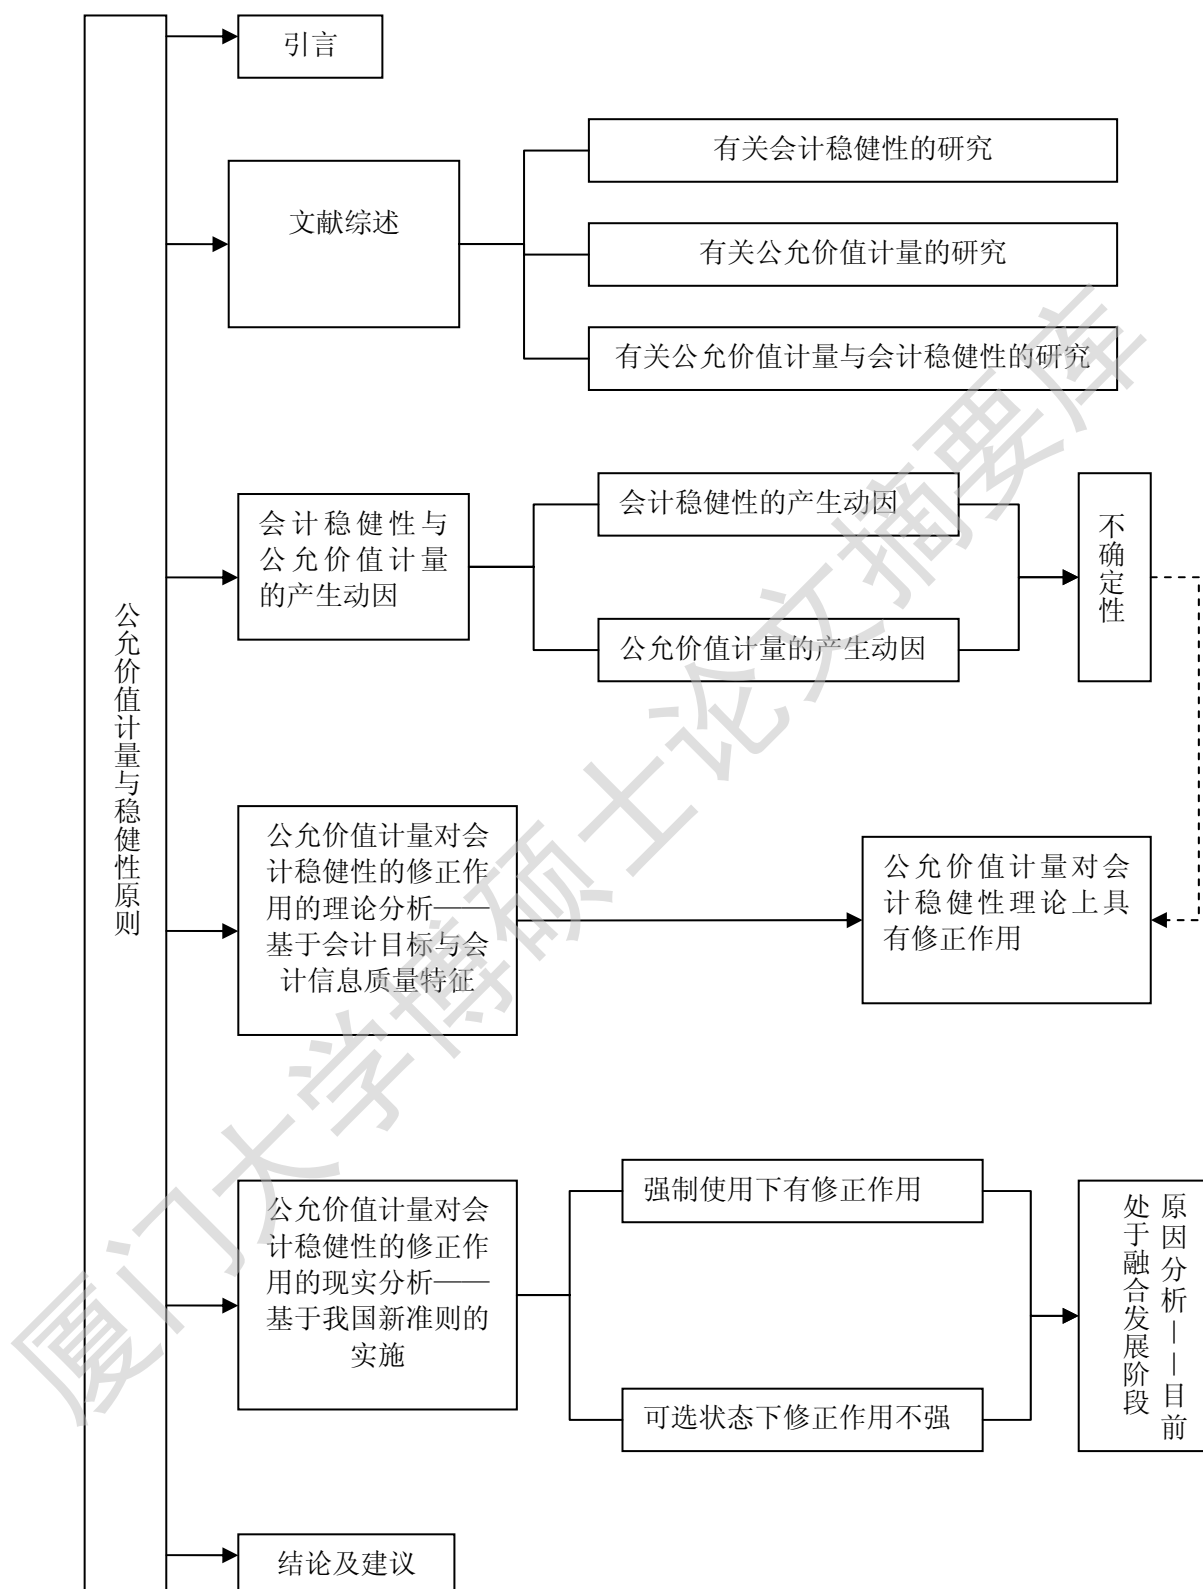 公允价值计量与稳健性原则
引言
文献综述
有关会计稳健性的研究
有关公允价值计量的研究
有关公允价值计量与会计稳健性的研究
会计稳健性与
公允价值计量
的产生动因
会计稳健性的产生动因
公允价值计量的产生动因
不确定性
公允价值计量对会
计稳健性的修正作
用的理论分析——
基于会计目标与会
计信息质量特征
公允价值计量对会
计稳健性理论上具
有修正作用
公允价值计量对会
计稳健性的修正作
用的现实分析——
基于我国新准则的
实施
强制使用下有修正作用
可选状态下修正作用不强
原因分析——目前
处于融合发展阶段
结论及建议
厦门大学博硕士论文摘要库